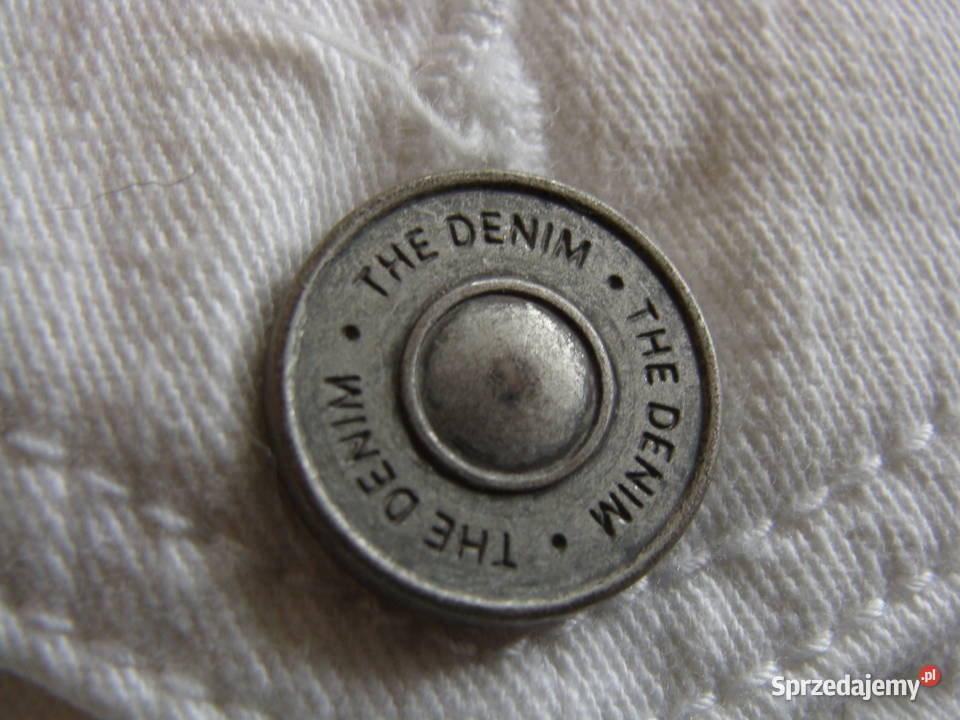 THE DENIM • THE DENIM • THE DENIM •
Sprzedajemy.pl